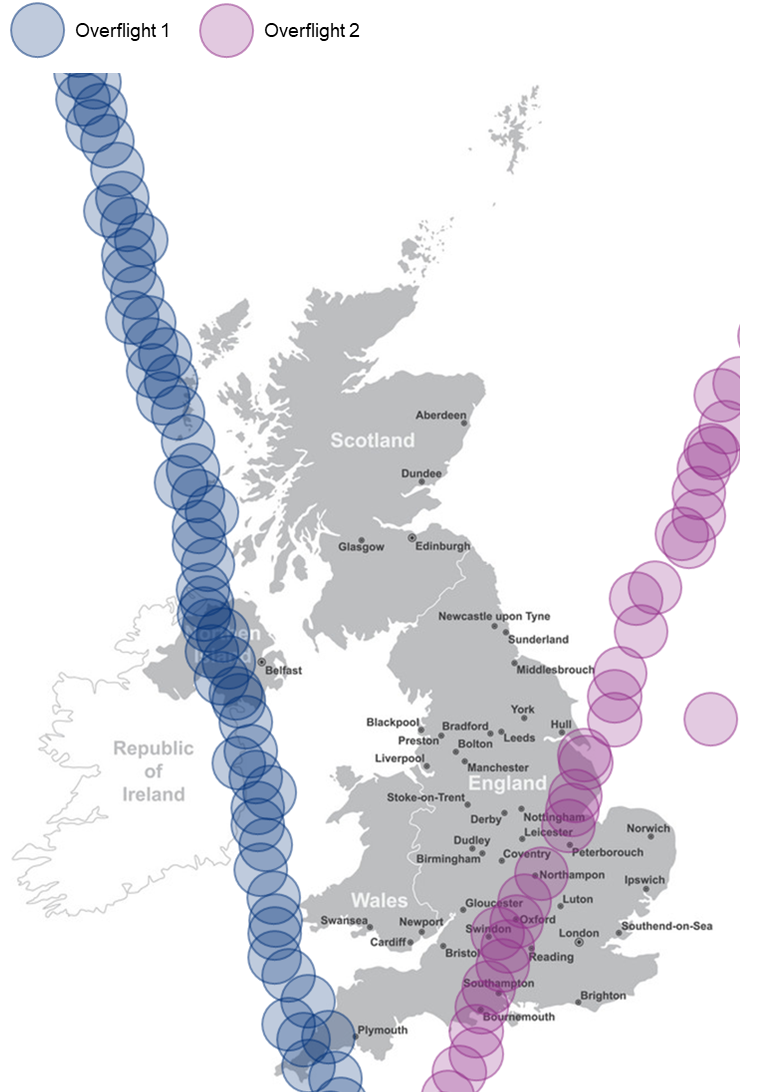 Overflight 1
Overflight 2
Aberdeen
Scotland
Dundee
Glasgow
Edinburgh
Newcastle upon Tyne
Sunderland
Northern
Ireland
Belfast
Middlesbrouch
York
Blackpool
Bradford
Hull
Preston
Leeds
Bolton
Republic
of
Ireland
Liverpool
Manchester
England
Stoke-on-Trent
Derby
Nottingham
Leicester
Norwich
Dudley
Birmingham
Coventry
Peterborough
Northampton
Ipswich
Wales
Gloucester
Luton
Swansea
Newport
Oxford
Swindon
London
Southend-on-Sea
Cardiff
Bristol
Reading
Southampton
Brighton
Bournemouth
Plymouth